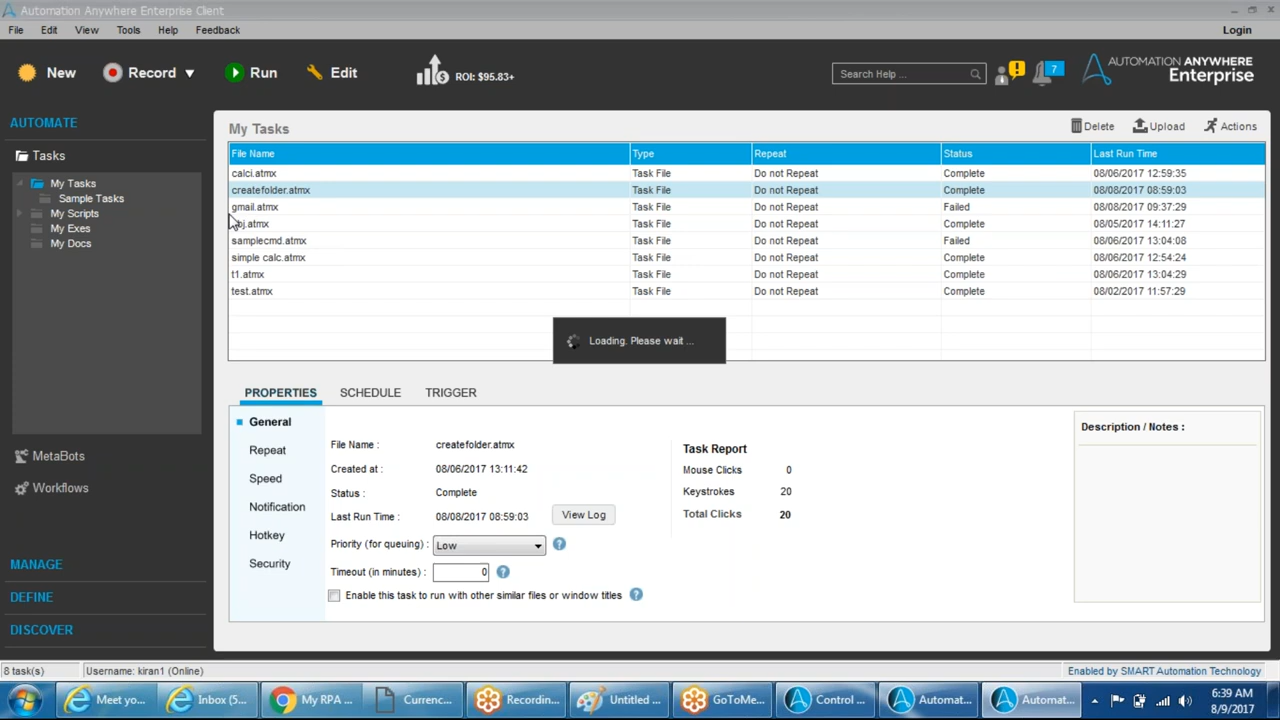 Automation Anywhere Enterprise Client
File Edit View Tools Help Feedback Login
New Record Run Edit ROI: $95.83+ Search Help ... 7 AUTOMATION ANYWHERE Enterprise
AUTOMATE
Tasks
My Tasks
Sample Tasks
My Scripts
My Exes
My Docs
MetaBots
Workflows
MANAGE
DEFINE
DISCOVER
My Tasks Delete Upload Actions
File Name Type Repeat Status Last Run Time
calci.atmx Task File Do not Repeat Complete 08/06/2017 12:59:35
createfolder.atmx Task File Do not Repeat Complete 08/08/2017 08:59:03
gmail.atmx Task File Do not Repeat Failed 08/08/2017 09:37:29
Task File Do not Repeat Complete 08/05/2017 14:11:27
samplecmd.atmx Task File Do not Repeat Failed 08/06/2017 13:04:08
simple calc.atmx Task File Do not Repeat Complete 08/06/2017 12:54:24
t1.atmx Task File Do not Repeat Complete 08/06/2017 13:04:29
test.atmx Task File Do not Repeat Complete 08/02/2017 11:57:29
Loading. Please wait ...
PROPERTIES SCHEDULE TRIGGER
General
Repeat
Speed
Notification
Hotkey
Security
File Name : createfolder.atmx
Created at : 08/06/2017 13:11:42
Status : Complete
Last Run Time : 08/08/2017 08:59:03 View Log
Priority (for queuing) : Low ?
Timeout (in minutes) : 0 ?
Enable this task to run with other similar files or window titles ?
Task Report
Mouse Clicks 0
Keystrokes 20
Total Clicks 20
Description / Notes :
8 task(s) Username: kiran1 (Online) Enabled by SMART Automation Technology
Meet yo... Inbox (5... My RPA ... Currenc... Recordin... Untitled ... GoToMe... Control ... Automat... Automat... 6:39 AM
8/9/2017